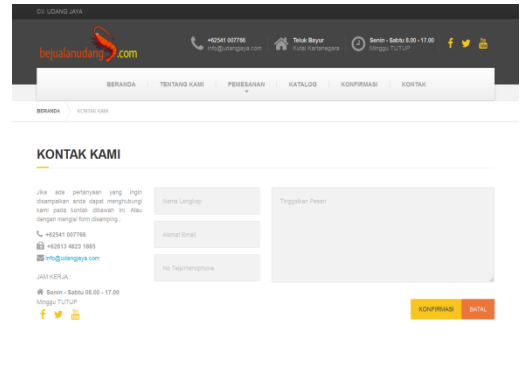 CV. UDANG JAYA
bejualanudang.com
+62541 007766
info@udangjaya.com
Teluk Bayur
Kutai Kartanegara
Senin - Sabtu 8.00 - 17.00
Minggu TUTUP
BERANDA
TENTANG KAMI
PEMESANAN
KATALOG
KONFIRMASI
KONTAK
BERANDA
KONTAK KAMI
KONTAK KAMI
Jika ada pertanyaan yang ingin
disampaikan anda dapat menghubungi
kami pada kontak dibawah ini. Atau
dengan mengisi form disamping :
+62541 007766
+62813 4623 1605
info@udangjaya.com
JAM KERJA :
Senin - Sabtu 08.00 - 17.00
Minggu TUTUP
Nama Lengkap
Alamat Email
No Telp/Handphone
Tinggalkan Pesan
KONFIRMASI
BATAL